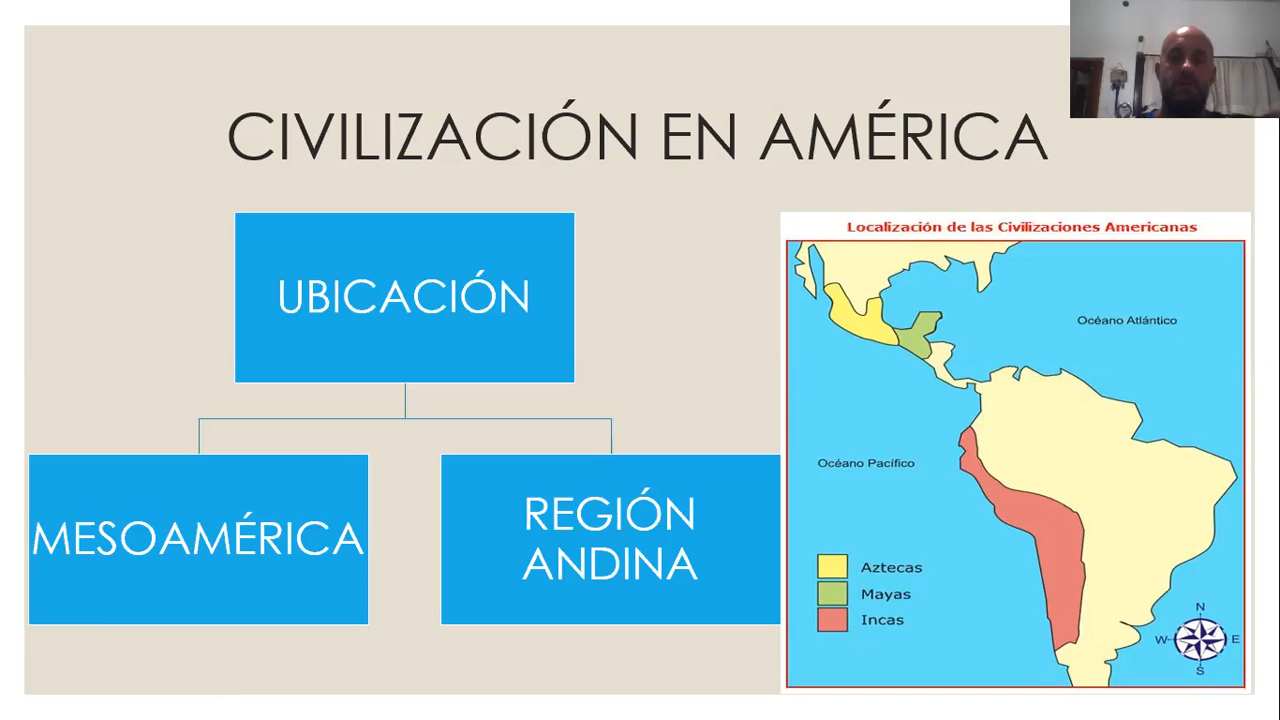 CIVILIZACIÓN EN AMÉRICA
UBICACIÓN
MESOAMÉRICA
REGIÓN
ANDINA
Localización de las Civilizaciones Americanas
Océano Atlántico
Océano Pacífico
Aztecas
Mayas
Incas
N
W
E
S